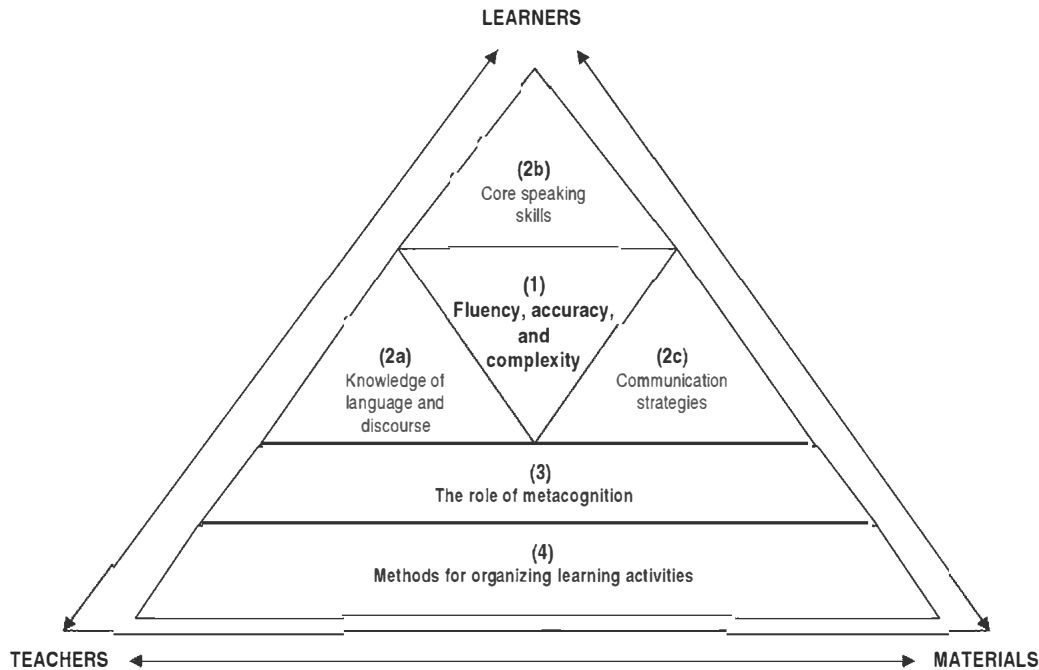 LEARNERS
(2b)
Core speaking
skills
(1)
Fluency, accuracy,
and
complexity
(2a)
Knowledge of
language and
discourse
(2c)
Communication
strategies
(3)
The role of metacognition
(4)
Methods for organizing learning activities
TEACHERS
MATERIALS